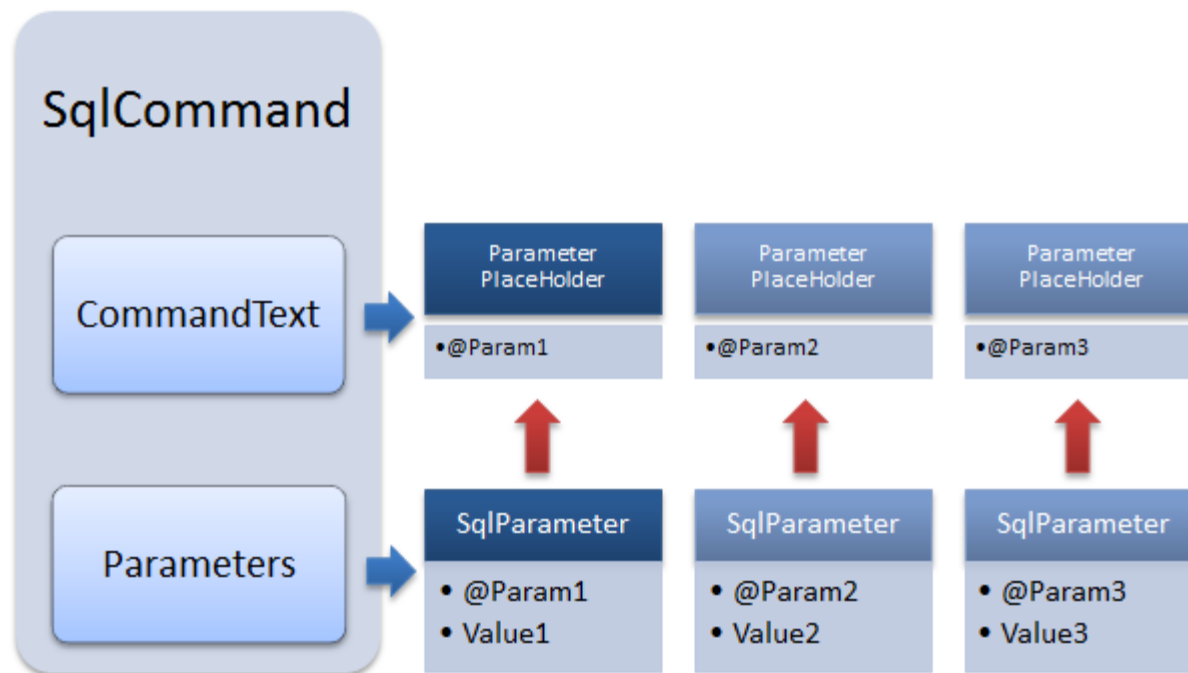 SqlCommand
CommandText
Parameter
PlaceHolder
•@Param1
Parameter
PlaceHolder
•@Param2
Parameter
PlaceHolder
•@Param3
Parameters
SqlParameter
• @Param1
• Value1
SqlParameter
• @Param2
• Value2
SqlParameter
• @Param3
• Value3